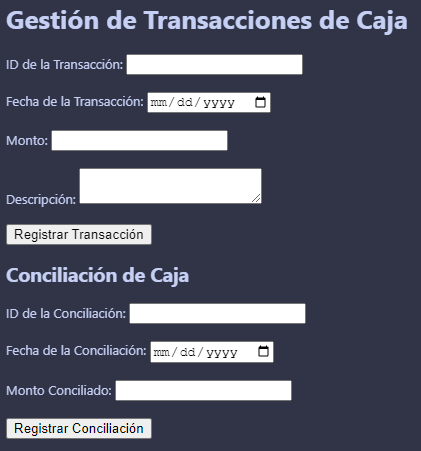 Gestión de Transacciones de Caja
ID de la Transacción:
Fecha de la Transacción: mm/dd/yyyy
Monto:
Descripción:
Registrar Transacción
Conciliación de Caja
ID de la Conciliación:
Fecha de la Conciliación: mm/dd/yyyy
Monto Conciliado:
Registrar Conciliación